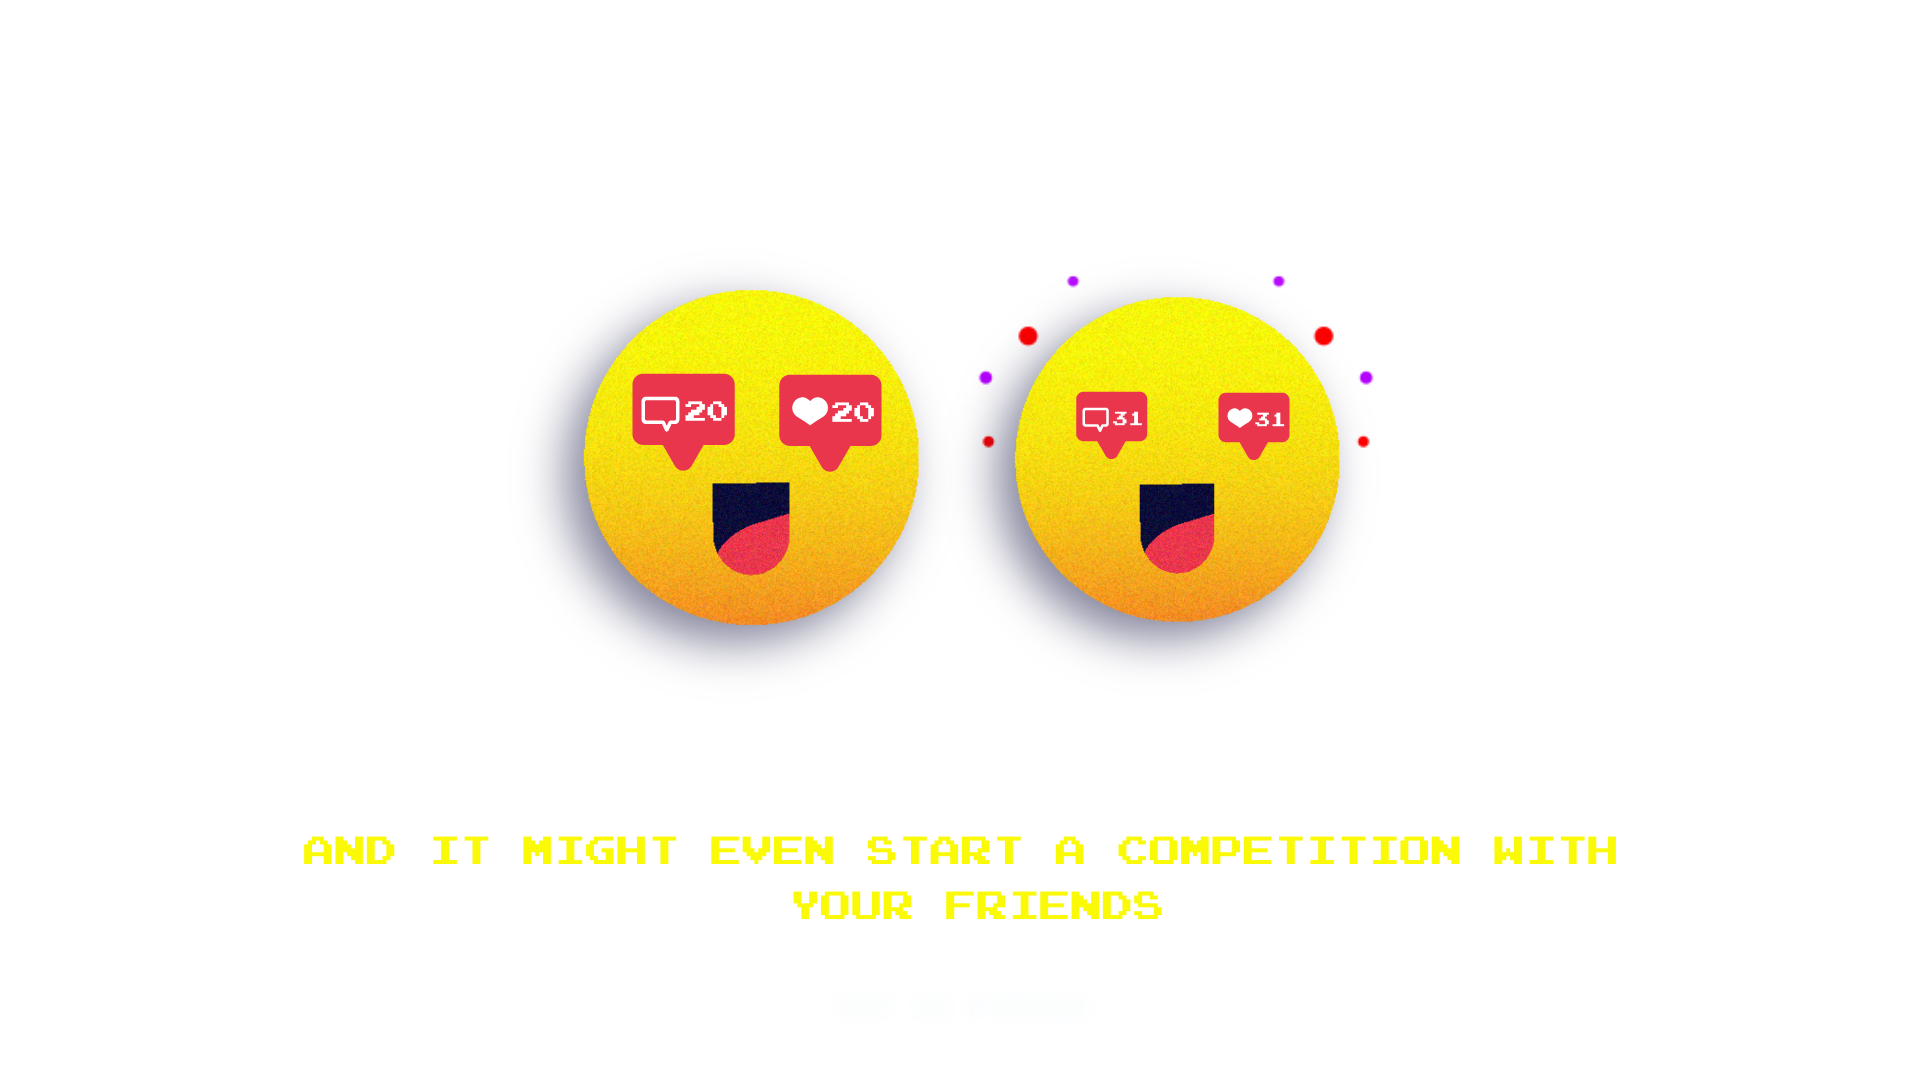 20 20 31 31
AND IT MIGHT EVEN START A COMPETITION WITH
YOUR FRIENDS